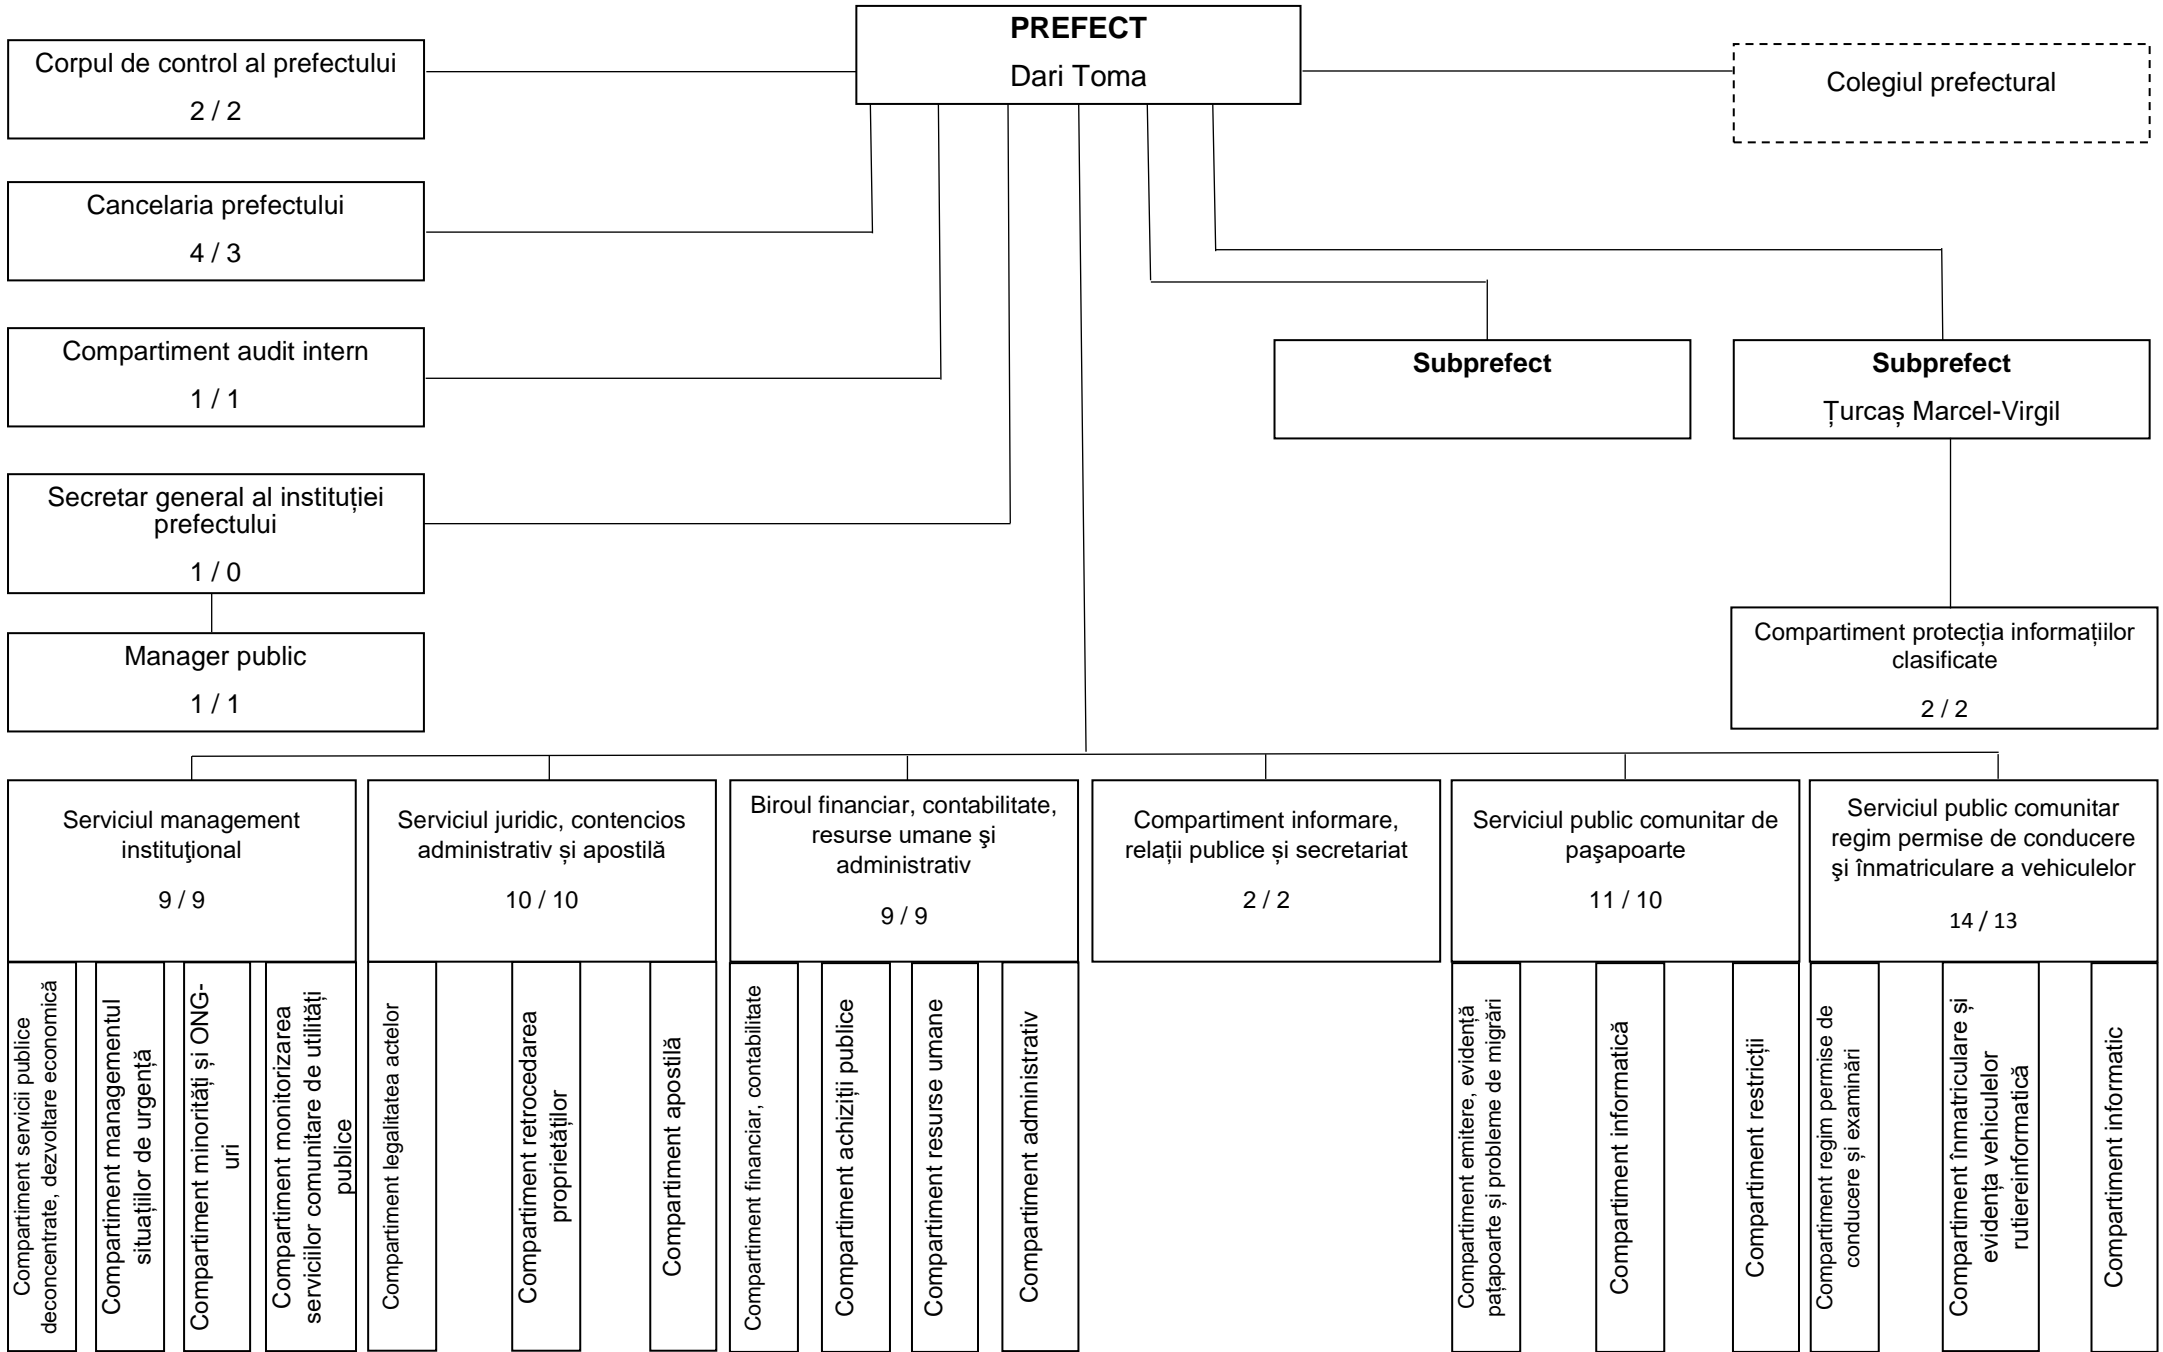 PREFECT
Dari Toma
Corpul de control al prefectului
2 / 2
Colegiul prefectural
Cancelaria prefectului
4 / 3
Compartiment audit intern
1 / 1
Subprefect
Subprefect
Țurcaș Marcel-Virgil
Secretar general al instituției
prefectului
1 / 0
Manager public
1 / 1
Compartiment protecția informațiilor
clasificate
2 / 2
Serviciul management
instituţional
9 / 9
Serviciul juridic, contencios
administrativ și apostilă
10 / 10
Biroul financiar, contabilitate,
resurse umane şi
administrativ
9 / 9
Compartiment informare,
relații publice și secretariat
2 / 2
Serviciul public comunitar de
paşapoarte
11 / 10
Serviciul public comunitar
regim permise de conducere
şi înmatriculare a vehiculelor
14 / 13
Compartiment servicii publice
deconcentrate, dezvoltare economică
Compartiment managementul
situațiilor de urgență
Compartiment minorități și ONG-
uri
Compartiment monitorizarea
serviciilor comunitare de utilități
publice
Compartiment legalitatea actelor
Compartiment retrocedarea
proprietăților
Compartiment apostilă
Compartiment financiar, contabilitate
Compartiment achiziții publice
Compartiment resurse umane
Compartiment administrativ
Compartiment emitere, evidență
pațapoarte și probleme de migrări
Compartiment informatică
Compartiment restricții
Compartiment regim permise de
conducere și examinări
Compartiment înmatriculare și
evidența vehiculelor
rutiereinformatică
Compartiment informatic